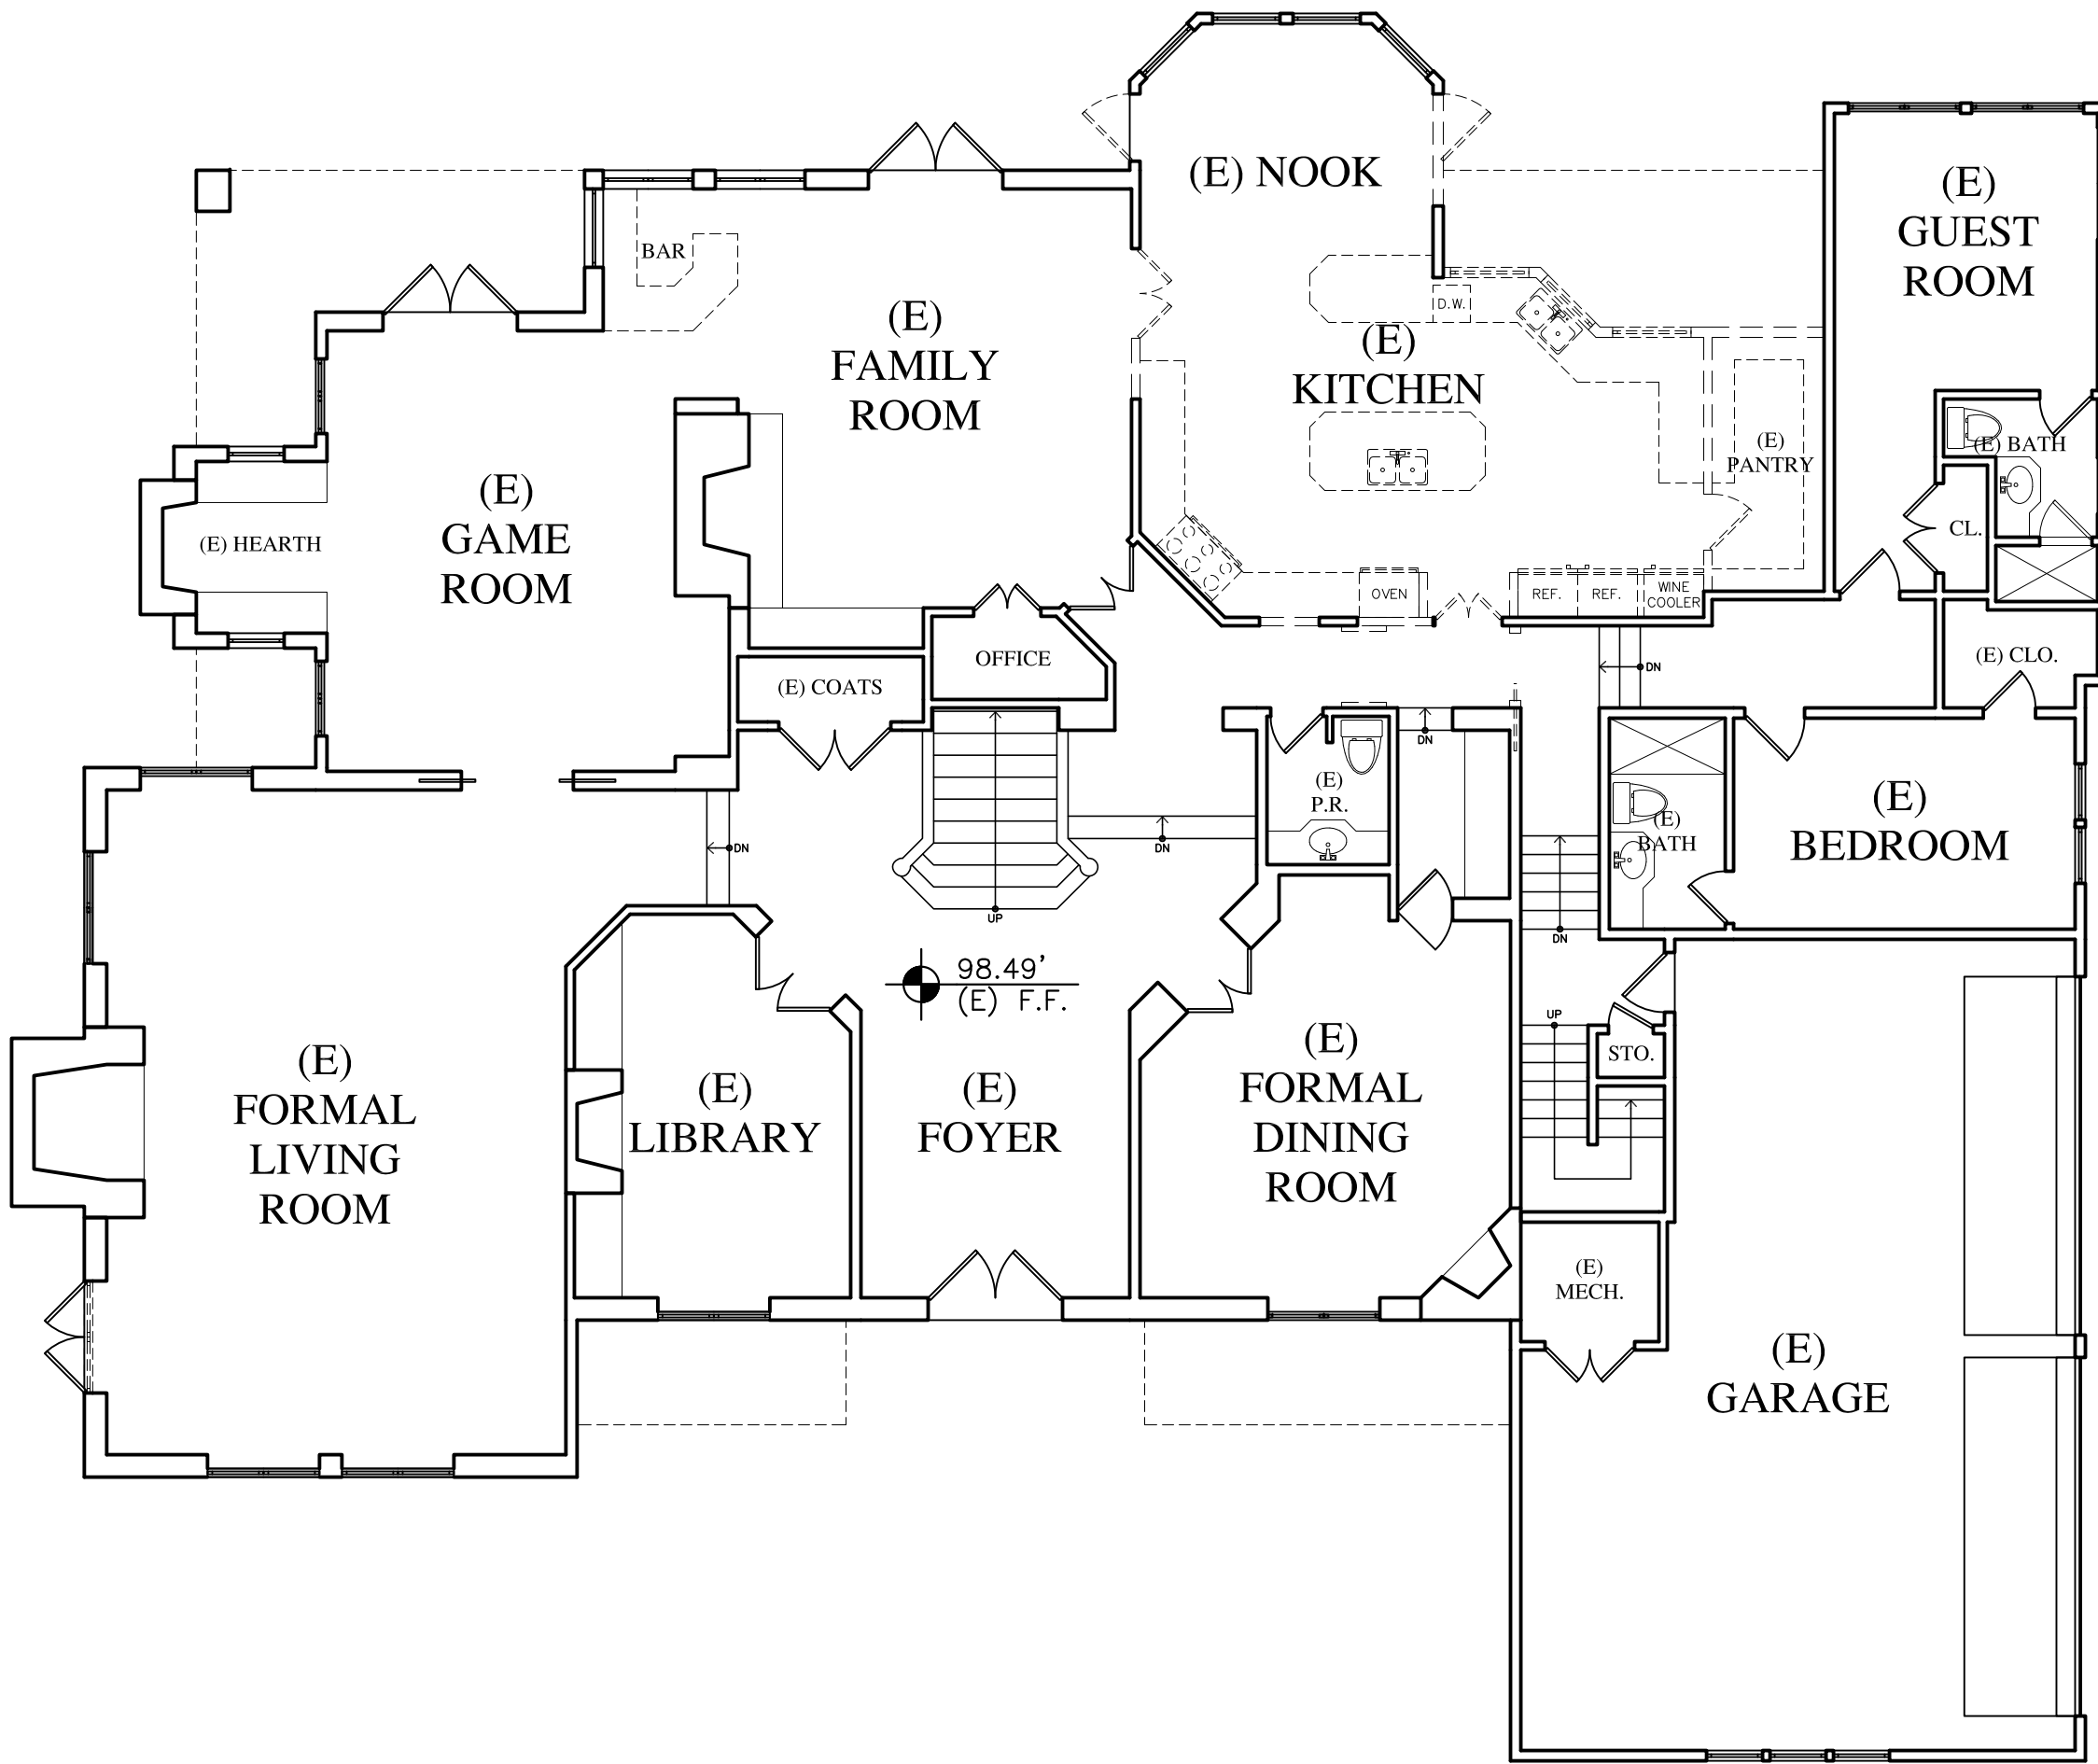 (E) NOOK
(E)
GUEST
ROOM
BAR
(E)
FAMILY
ROOM
D.W.
(E)
KITCHEN
(E)
PANTRY
(E) BATH
CL.
(E) HEARTH
(E)
GAME
ROOM
OVEN
REF.
REF.
WINE
COOLER
OFFICE
(E) COATS
DN
(E) CLO.
DN
(E)
P.R.
(E)
BATH
(E)
BEDROOM
DN
DN
UP
DN
98.49'
(E) F.F.
UP
STO.
(E)
FORMAL
LIVING
ROOM
(E)
LIBRARY
(E)
FOYER
(E)
FORMAL
DINING
ROOM
(E)
MECH.
(E)
GARAGE